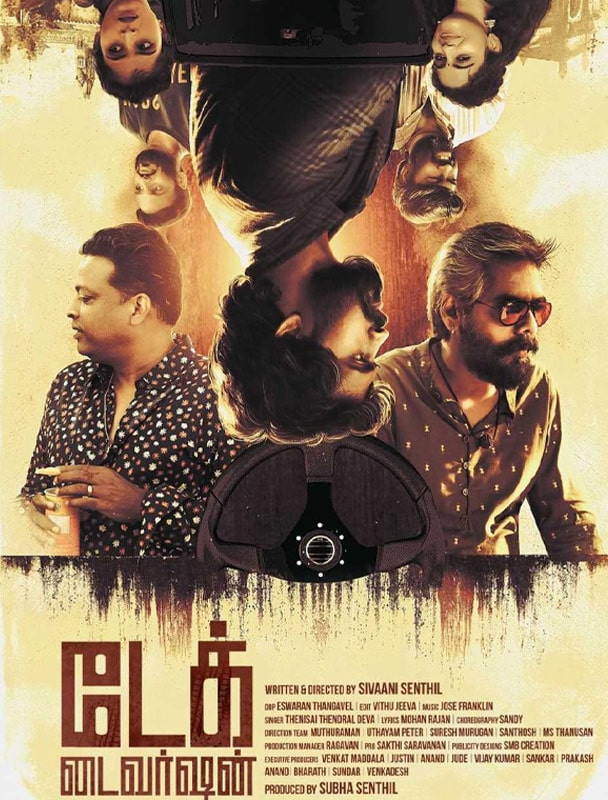 டேக்
டைவர்ஷன்
WRITTEN & DIRECTED BY SIVAANI SENTHIL
DOP ESWARAN THANGAVEL | EDIT VITHU JEEVA | MUSIC JOSE FRANKLIN
SINGER THENISAI THENDRAL DEVA | LYRICS MOHAN RAJAN | CHOREOGRAPHY SANDY
DIRECTION TEAM MUTHURAMAN | UTHAYAM PETER | SURESH MURUGAN | SANTHOSH | MS THANUSAN
PRODUCTION MANAGER RAGAVAN | PRO SAKTHI SARAVANAN | PUBLICITY DESIGNS SMB CREATION
EXECUTIVE PRODUCERS VENKAT MADDALA | JUSTIN | ANAND | JUDE | VIJAY KUMAR | SANKAR | PRAKASH
ANAND | BHARATH | SUNDAR | VENKADESH
PRODUCED BY SUBHA SENTHIL